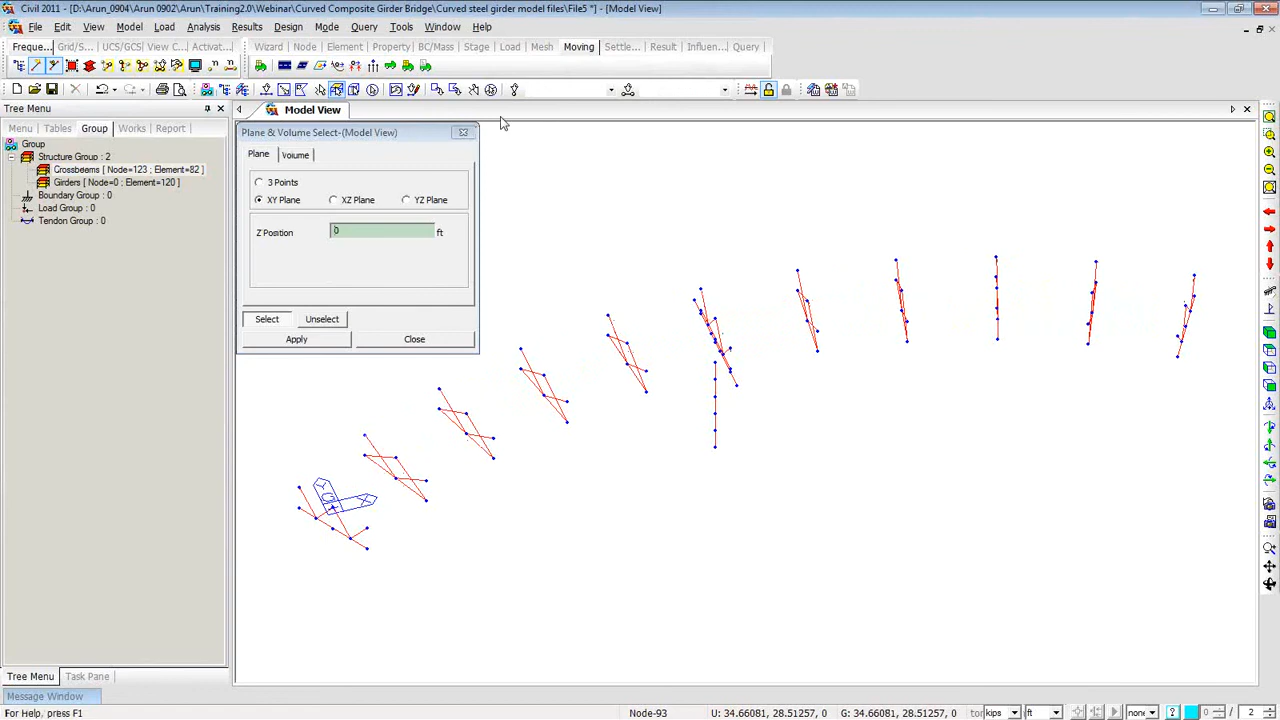 Civil 2011 - [D:\Arun_0904\Arun 0902\Arun\Training2.0\Webinar\Curved Composite Girder Bridge\Curved steel girder model files\File5 *] - [Model View]
File Edit View Model Load Analysis Results Design Mode Query Tools Window Help
Freque... Grid/S... UCS/GCS View C... Activat... Wizard Node Element Property BC/Mass Stage Load Mesh Moving Settle... Result Influen... Query
Tree Menu
Model View
Menu Tables Group Works Report
Group
Structure Group : 2
Crossbeams [ Node=123 ; Element=82 ]
Girders [ Node=0 ; Element=120 ]
Boundary Group : 0
Load Group : 0
Tendon Group : 0
Plane & Volume Select-(Model View)
Plane Volume
3 Points
XY Plane XZ Plane YZ Plane
Z Position 0 ft
Select Unselect
Apply Close
Tree Menu Task Pane
Message Window
For Help, press F1 Node-93 U: 34.66081, 28.51257, 0 G: 34.66081, 28.51257, 0 kips ft none ? 0 / 2